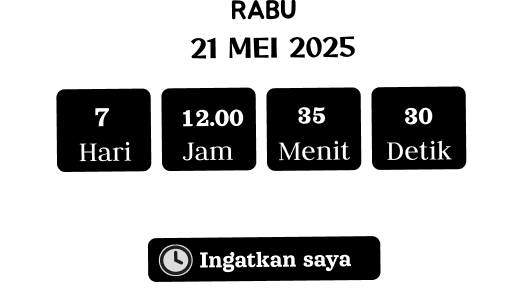 RABU
21 MEI 2025
7 12.00 35 30
Hari Jam Menit Detik
Ingatkan saya